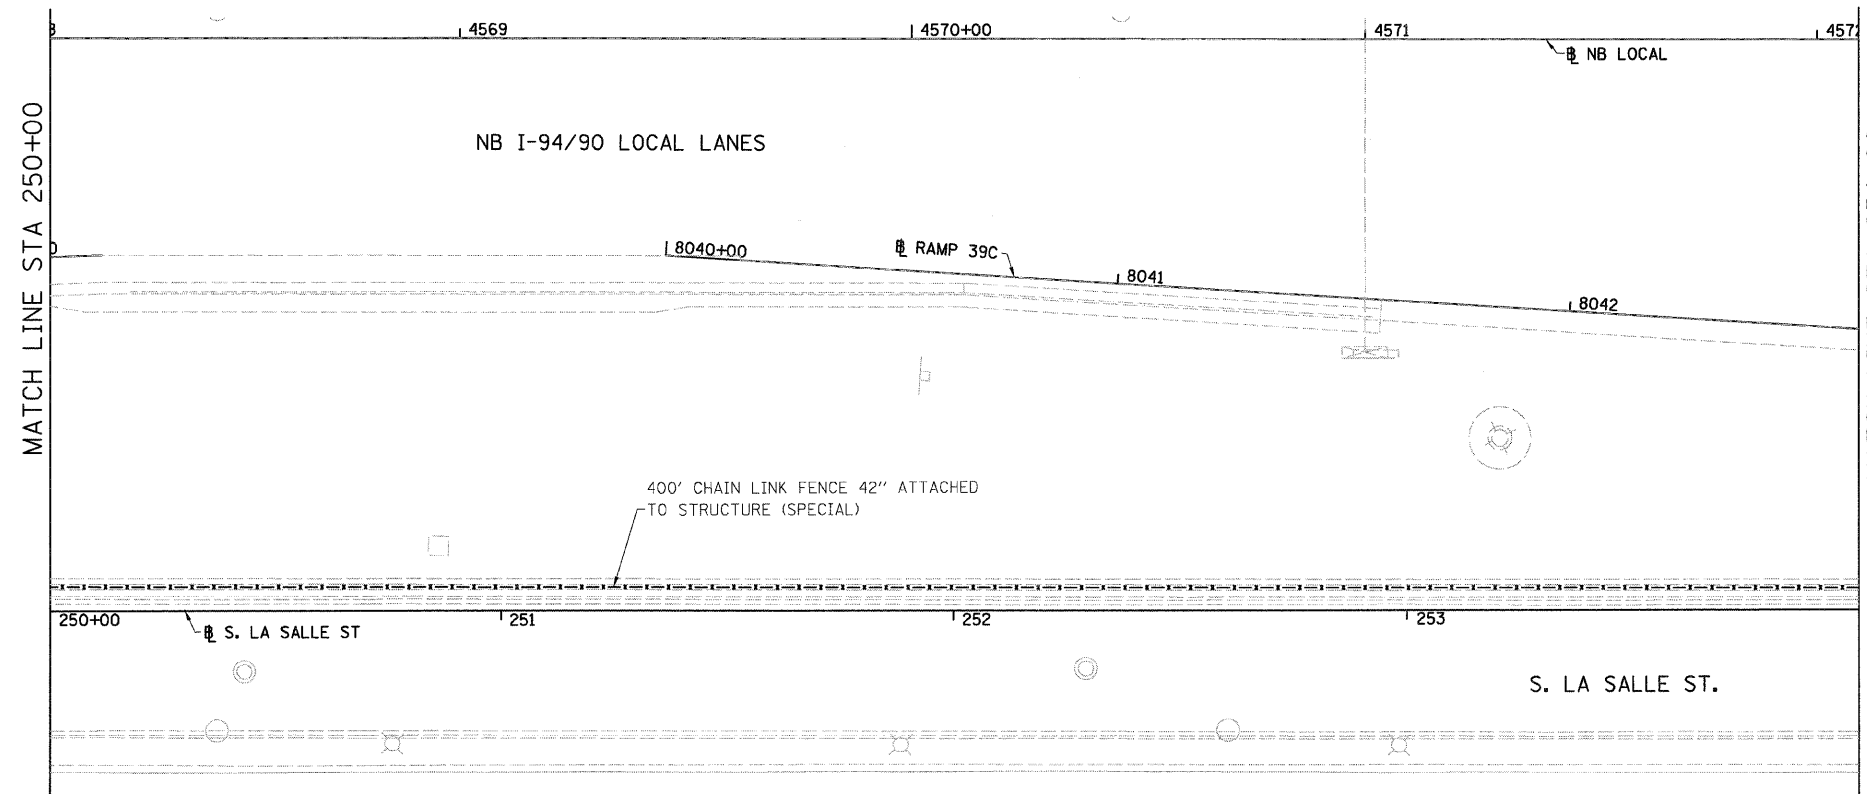 4569
4570+00
4571
4572
℄ NB LOCAL
MATCH LINE STA 250+00
NB I-94/90 LOCAL LANES
8040+00
℄ RAMP 39C
8041
8042
400' CHAIN LINK FENCE 42" ATTACHED
TO STRUCTURE (SPECIAL)
250+00
251
252
253
℄ S. LA SALLE ST
S. LA SALLE ST.